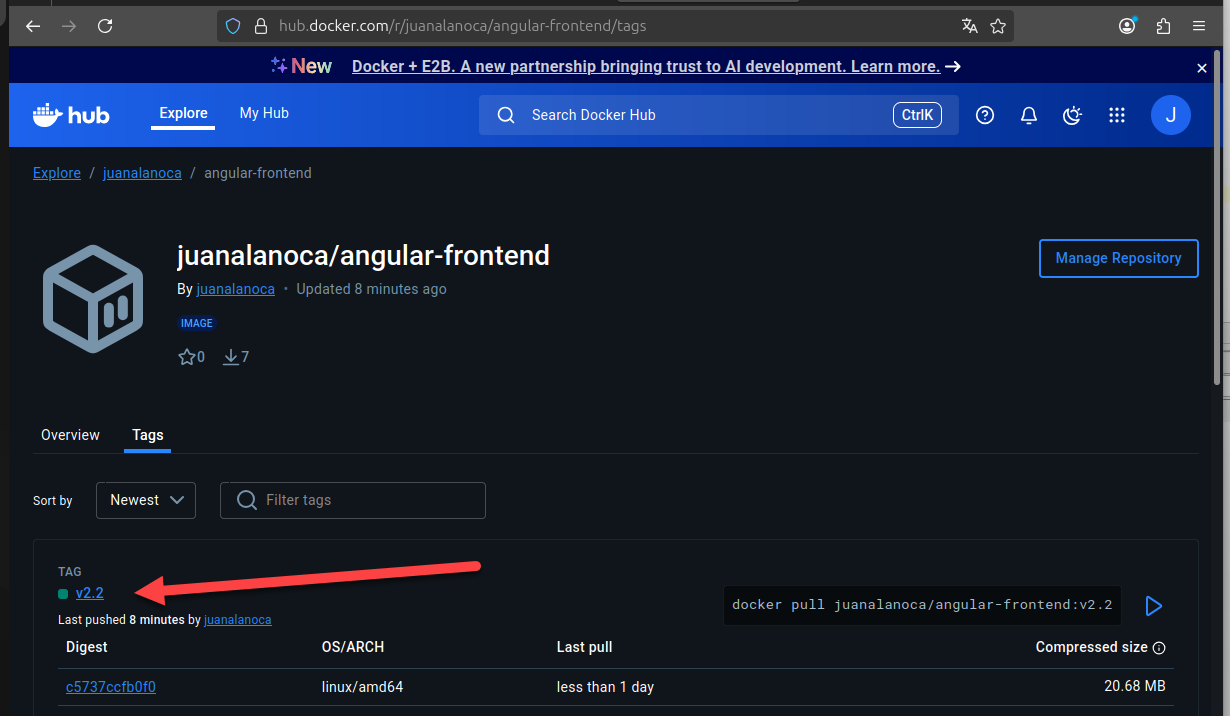 hub.docker.com/r/juanalanoca/angular-frontend/tags
New Docker + E2B. A new partnership bringing trust to AI development. Learn more.
hub Explore My Hub Search Docker Hub CtrlK J
Explore / juanalanoca / angular-frontend
juanalanoca/angular-frontend
Manage Repository
By juanalanoca • Updated 8 minutes ago
IMAGE
0 7
Overview Tags
Sort by Newest Filter tags
TAG
v2.2
docker pull juanalanoca/angular-frontend:v2.2
Last pushed 8 minutes by juanalanoca
Digest OS/ARCH Last pull Compressed size
c5737ccfb0f0 linux/amd64 less than 1 day 20.68 MB